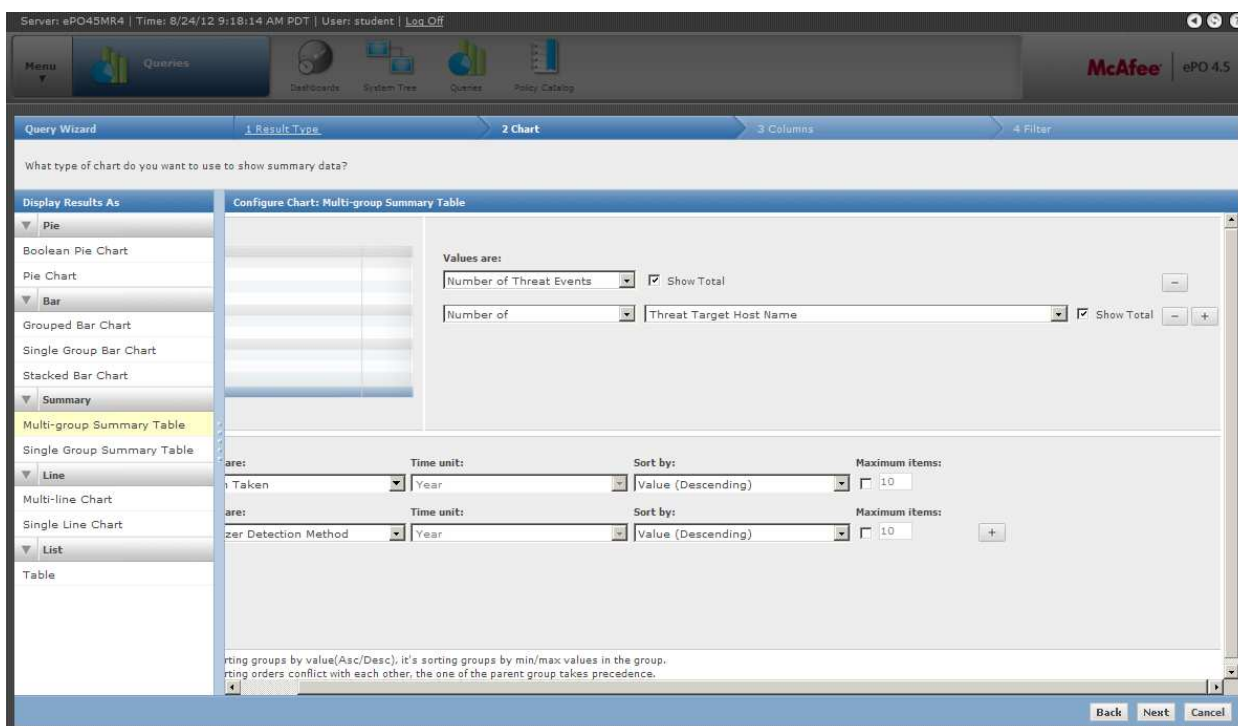 Server: ePO45MR4 | Time: 8/24/12 9:18:14 AM PDT | User: student | Log Off
Menu
Queries
Dashboards
System Tree
Queries
Policy Catalog
McAfee
ePO 4.5
Query Wizard
1 Result Type
2 Chart
3 Columns
4 Filter
What type of chart do you want to use to show summary data?
Display Results As
Configure Chart: Multi-group Summary Table
Pie
Boolean Pie Chart
Pie Chart
Bar
Grouped Bar Chart
Single Group Bar Chart
Stacked Bar Chart
Summary
Multi-group Summary Table
Single Group Summary Table
Line
Multi-line Chart
Single Line Chart
List
Table
Values are:
Number of Threat Events
Show Total
-
Number of
Threat Target Host Name
Show Total
-
+
are:
Time unit:
Sort by:
Maximum items:
Taken
Year
Value (Descending)
10
are:
Time unit:
Sort by:
Maximum items:
zer Detection Method
Year
Value (Descending)
10
+
rting groups by value(Asc/Desc), it's sorting groups by min/max values in the group.
rting orders conflict with each other, the one of the parent group takes precedence.
Back
Next
Cancel